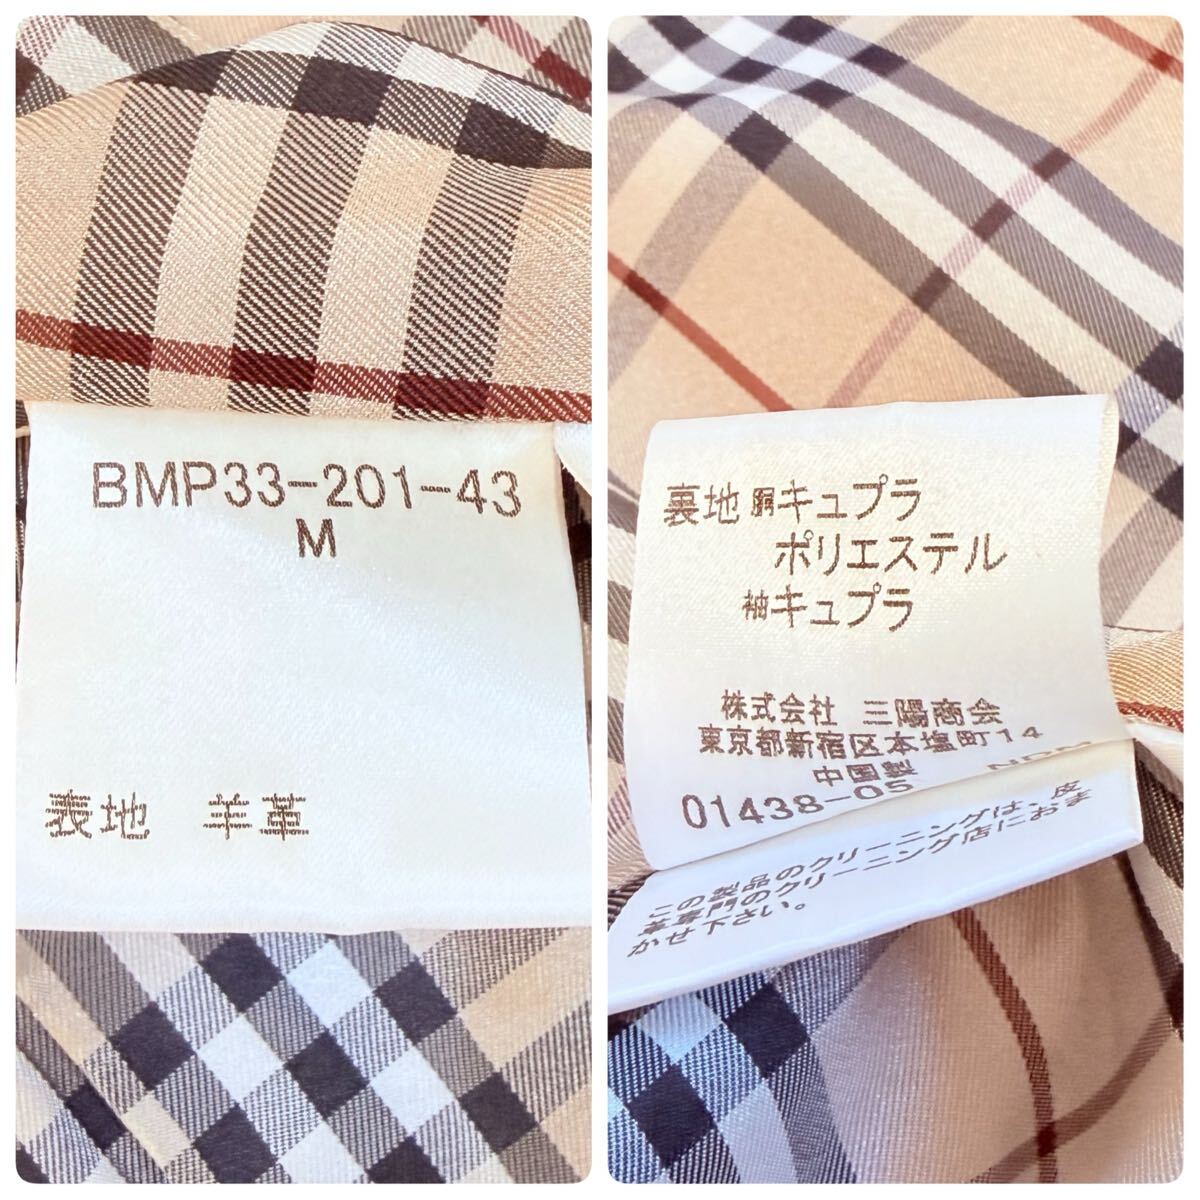 BMP33-201-43
M
表地 羊革
裏地 胴キュプラ
ポリエステル
袖キュプラ
株式会社 三陽商会
東京都新宿区本塩町14
中国製 NDM
01438-05
この製品のクリーニングは、皮
革専門のクリーニング店におま
かせ下さい。